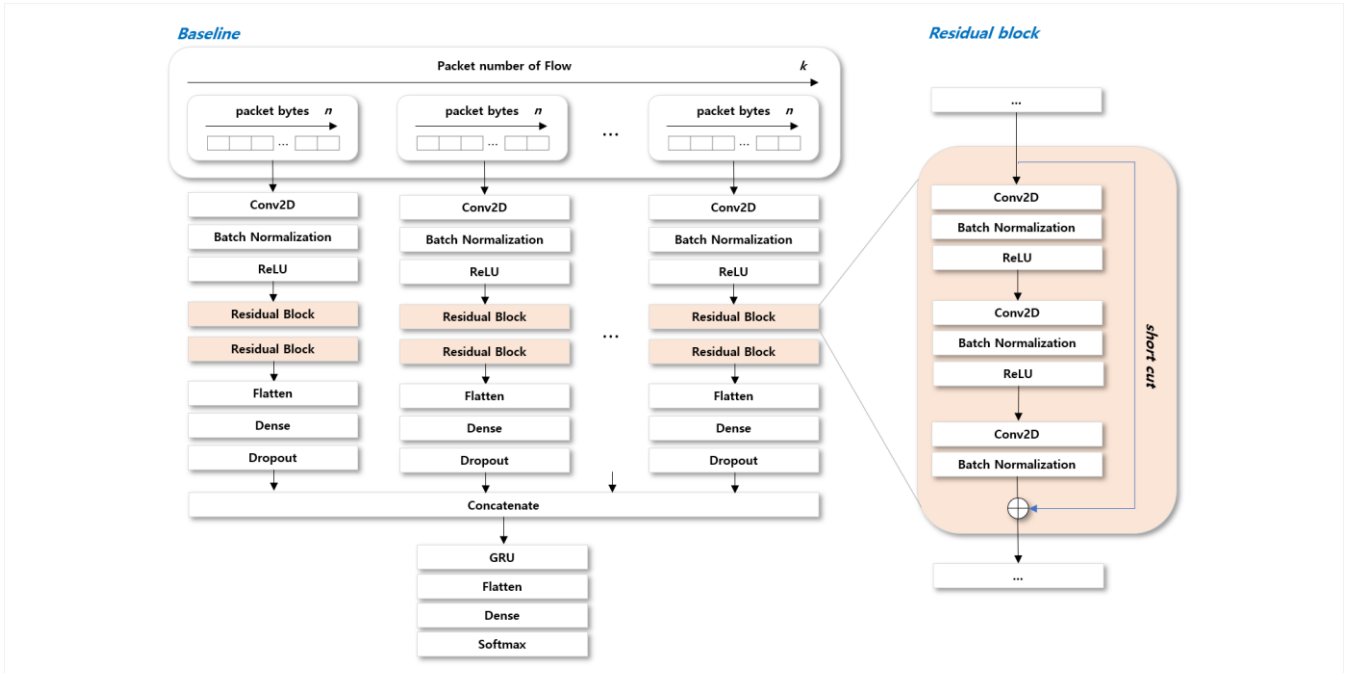 Baseline
Residual block
Packet number of Flow k
packet bytes n
...
packet bytes n
...
packet bytes n
...
...
Conv2D
Batch Normalization
ReLU
Residual Block
Residual Block
Flatten
Dense
Dropout
Conv2D
Batch Normalization
ReLU
Residual Block
Residual Block
Flatten
Dense
Dropout
...
Conv2D
Batch Normalization
ReLU
Residual Block
Residual Block
Flatten
Dense
Dropout
Concatenate
GRU
Flatten
Dense
Softmax
...
Conv2D
Batch Normalization
ReLU
Conv2D
Batch Normalization
ReLU
Conv2D
Batch Normalization
short cut
...